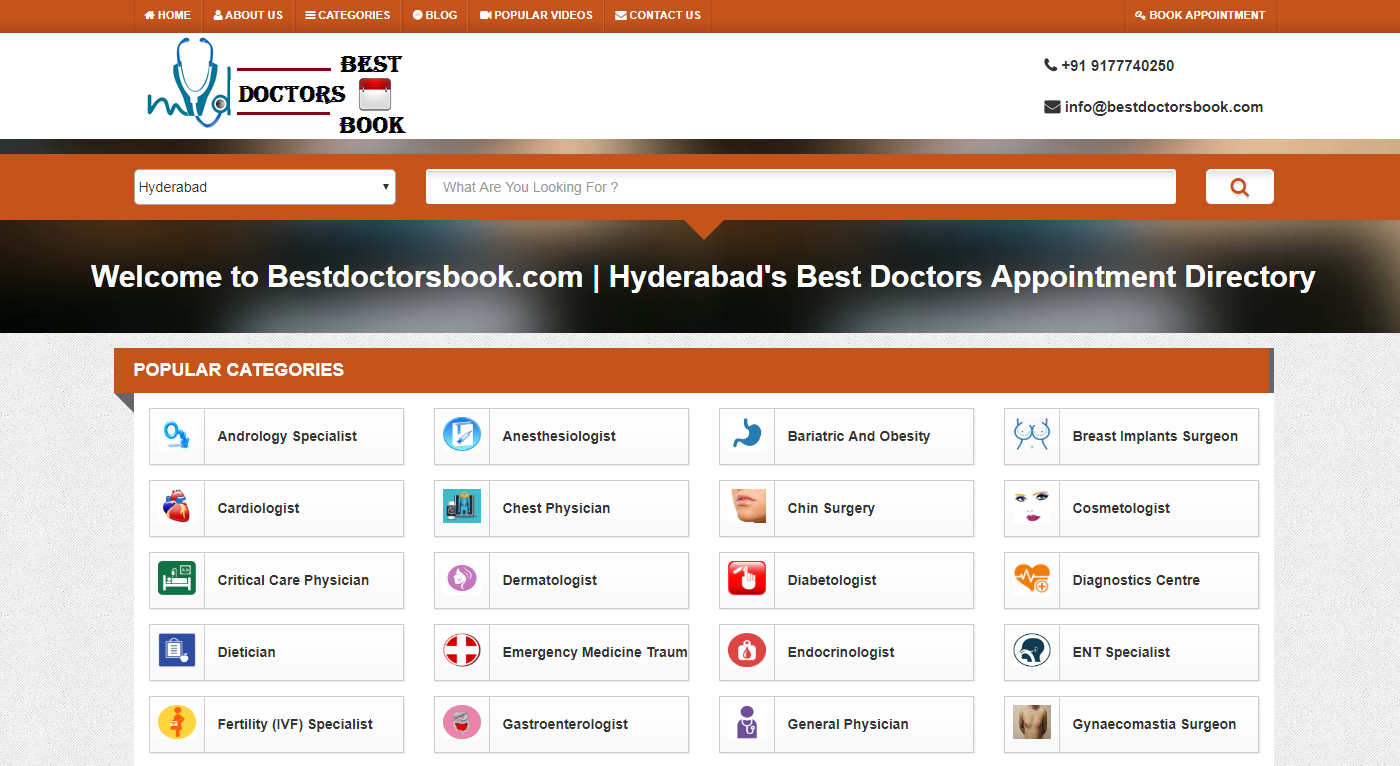 HOME ABOUT US CATEGORIES BLOG POPULAR VIDEOS CONTACT US BOOK APPOINTMENT
BEST
DOCTORS
BOOK
+91 9177740250
info@bestdoctorsbook.com
Hyderabad What Are You Looking For ?
Welcome to Bestdoctorsbook.com | Hyderabad's Best Doctors Appointment Directory
POPULAR CATEGORIES
Andrology Specialist Anesthesiologist Bariatric And Obesity Breast Implants Surgeon
Cardiologist Chest Physician Chin Surgery Cosmetologist
Critical Care Physician Dermatologist Diabetologist Diagnostics Centre
Dietician Emergency Medicine Traum Endocrinologist ENT Specialist
Fertility (IVF) Specialist Gastroenterologist General Physician Gynaecomastia Surgeon